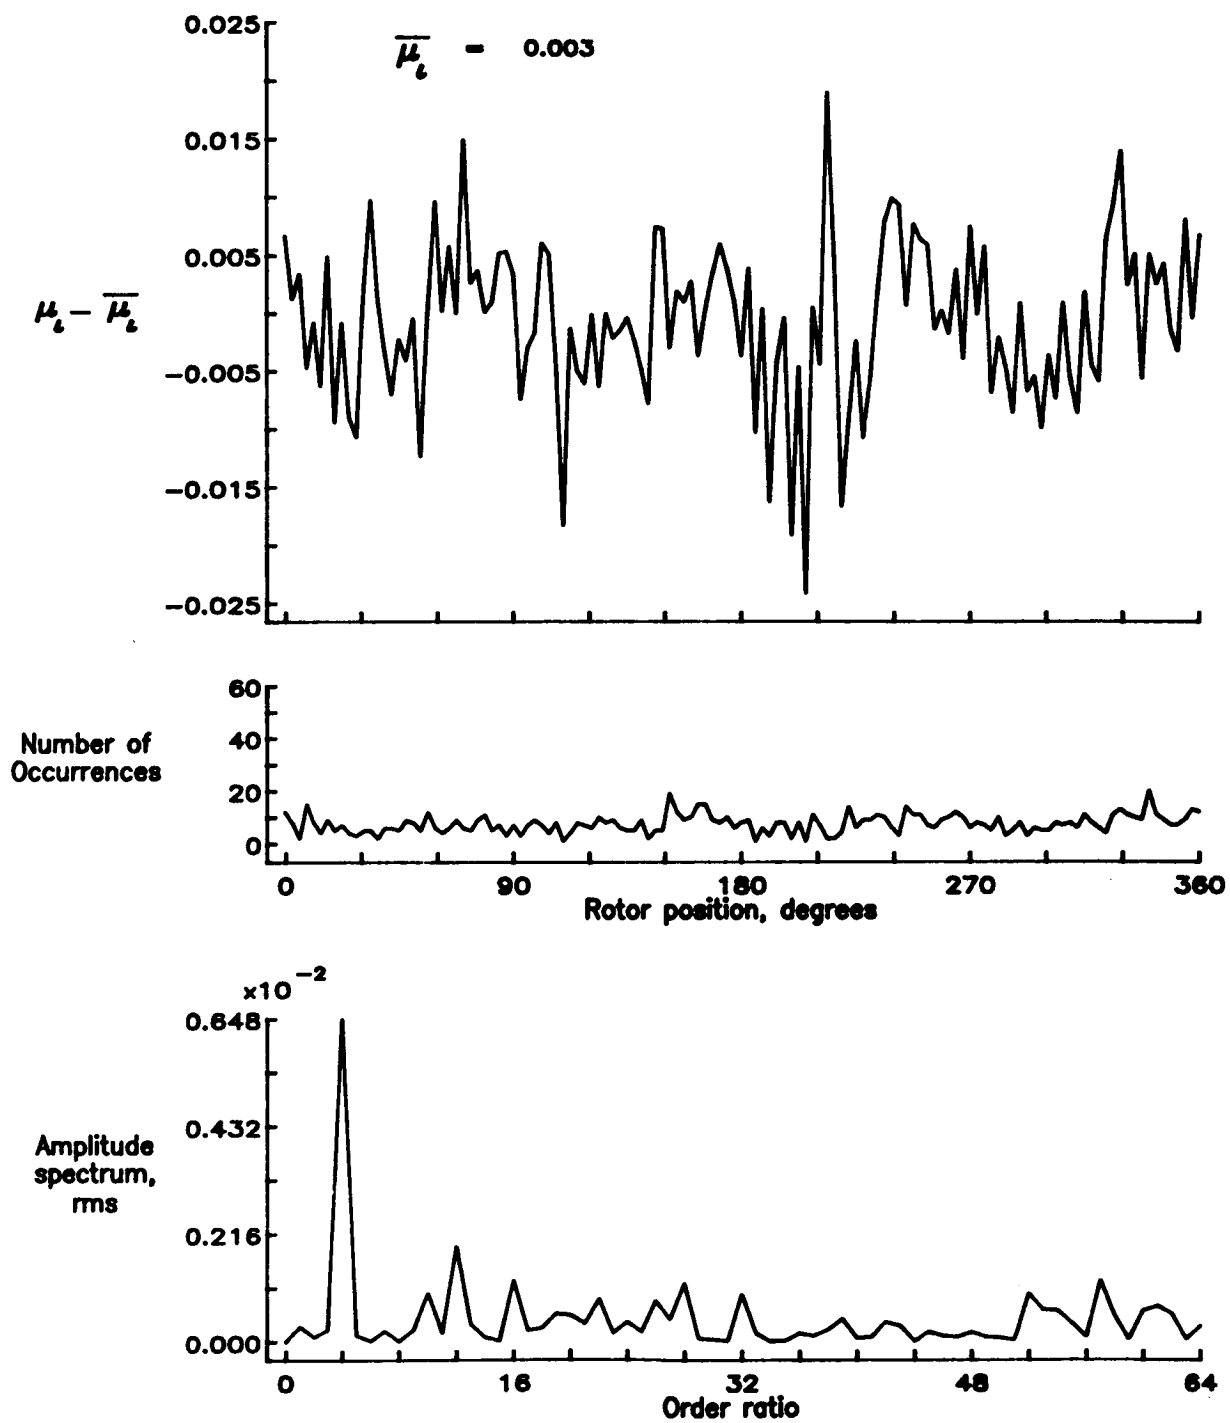 0.025
μ̅ᵢ = 0.003
0.015
0.005
μᵢ – μ̅ᵢ
-0.005
-0.015
-0.025
60
Number of
Occurrences
40
20
0
0 90 180 270 360
Rotor position, degrees
×10⁻²
0.648
0.432
Amplitude
spectrum,
rms
0.216
0.000
0 16 32 48 64
Order ratio